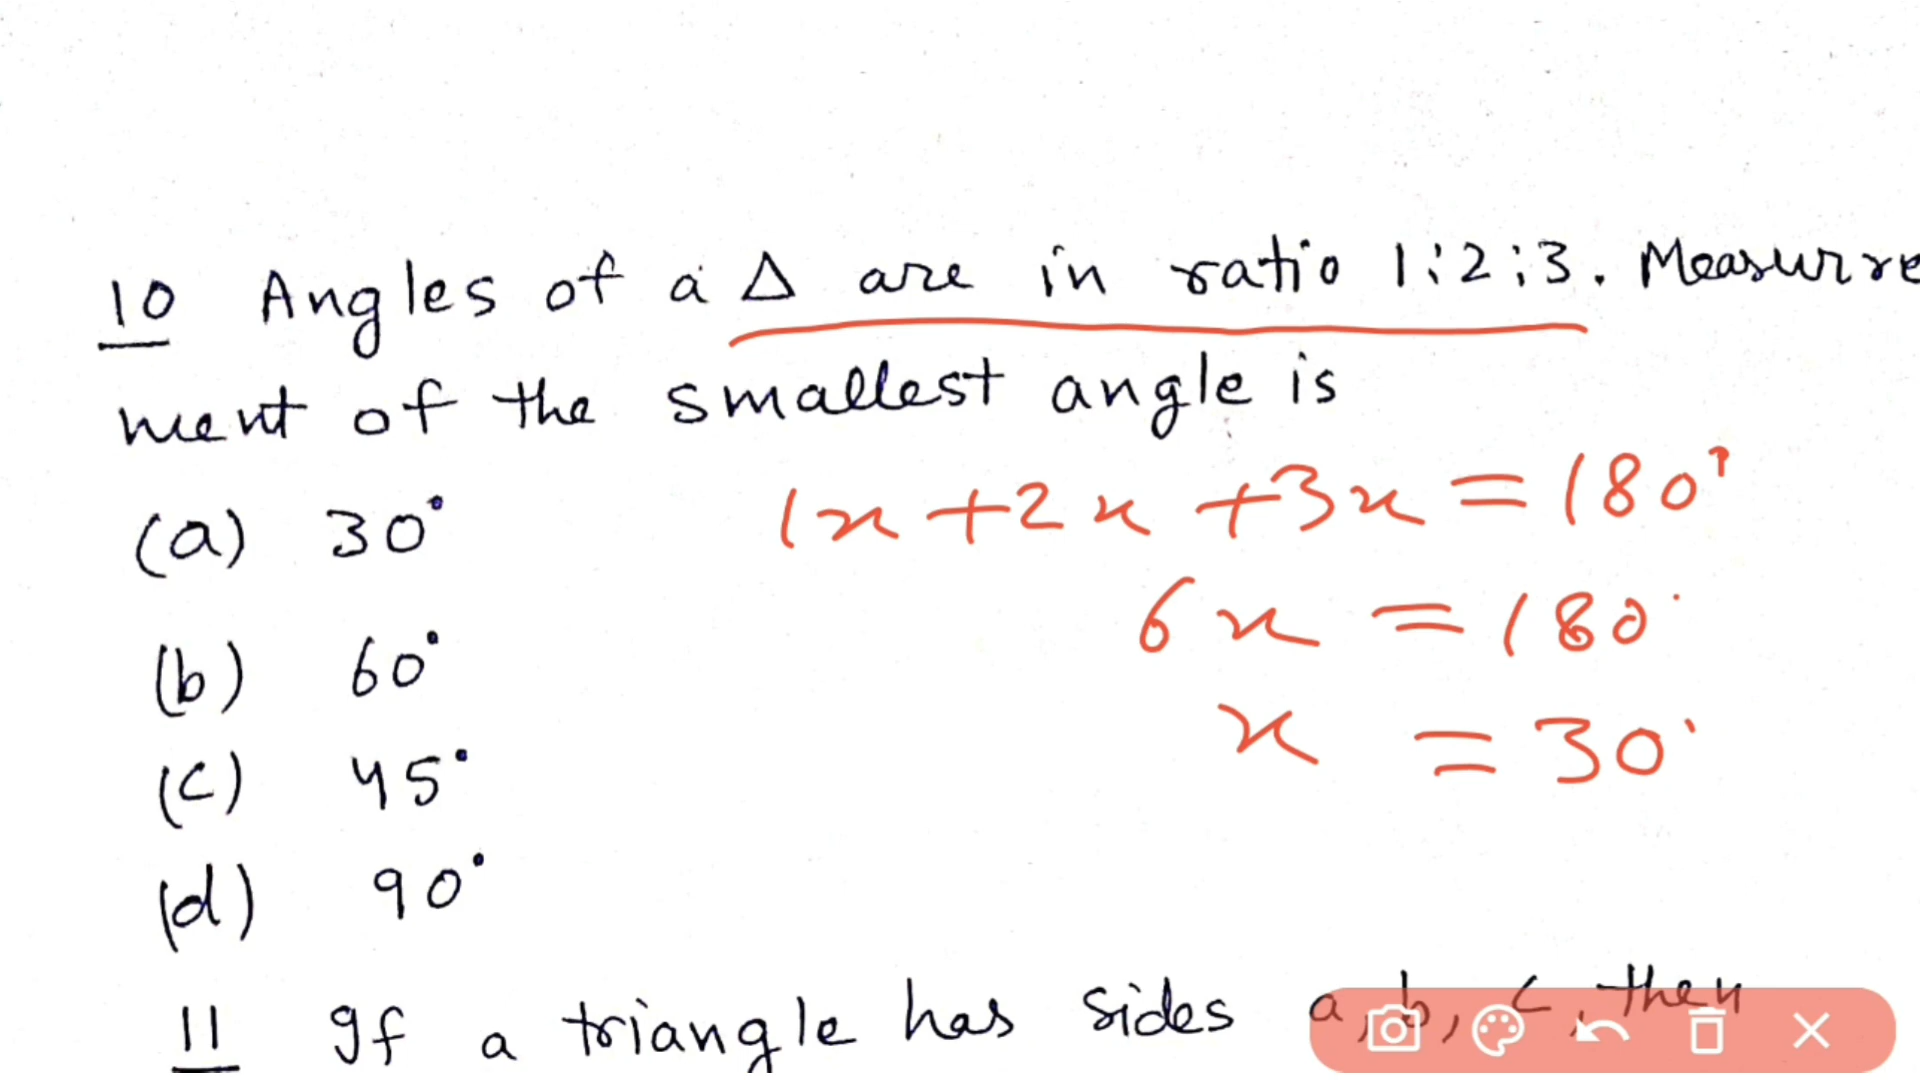 10 Angles of a Δ are in ratio 1:2:3. Measurre
ment of the smallest angle is
1x + 2x + 3x = 180°
(a) 30°
6x = 180°
(b) 60°
x = 30°
(c) 45°
(d) 90°
11 If a triangle has sides a, b, c, then